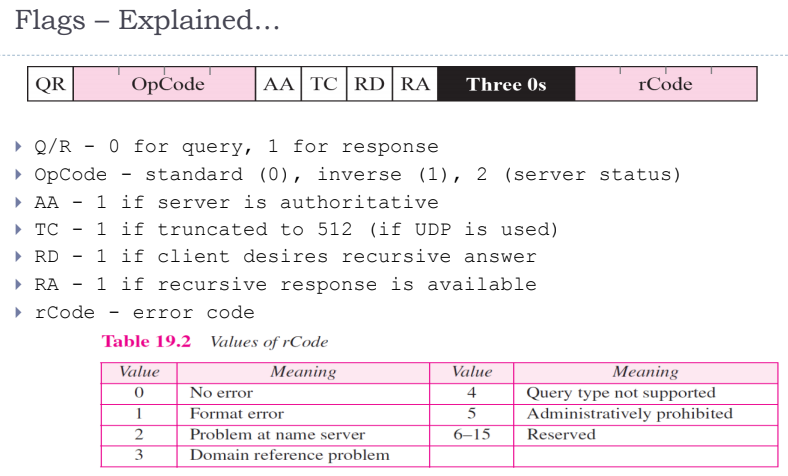 Flags – Explained…
QR OpCode AA TC RD RA Three 0s rCode
Q/R - 0 for query, 1 for response
OpCode - standard (0), inverse (1), 2 (server status)
AA - 1 if server is authoritative
TC - 1 if truncated to 512 (if UDP is used)
RD - 1 if client desires recursive answer
RA - 1 if recursive response is available
rCode - error code
Table 19.2 Values of rCode
Value Meaning Value Meaning
0 No error 4 Query type not supported
1 Format error 5 Administratively prohibited
2 Problem at name server 6–15 Reserved
3 Domain reference problem